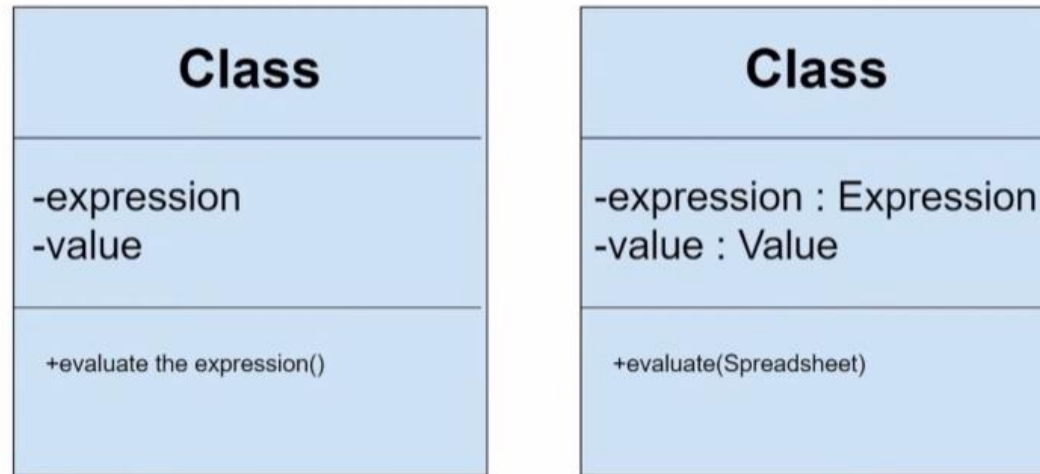 Class
-expression
-value
+evaluate the expression()
Class
-expression : Expression
-value : Value
+evaluate(Spreadsheet)